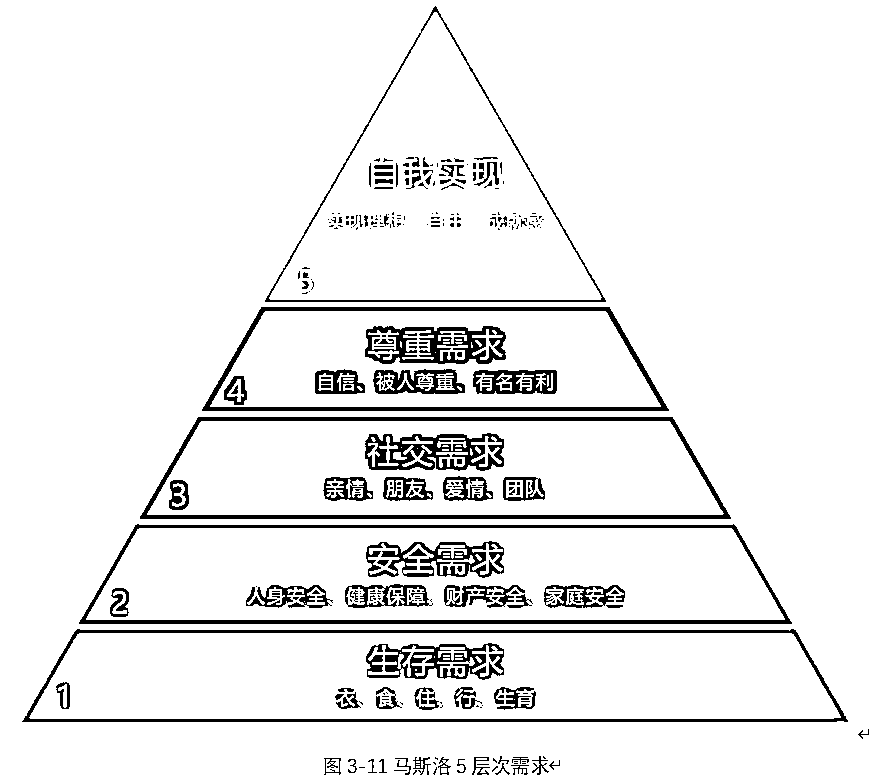 自我实现
实现理想 自由 成就感
5
尊重需求
自信、被人尊重、有名有利
4
社交需求
亲情、朋友、爱情、团队
3
安全需求
人身安全、健康保障、财产安全、家庭安全
2
生存需求
衣、食、住、行、生育
1
图 3-11 马斯洛 5 层次需求